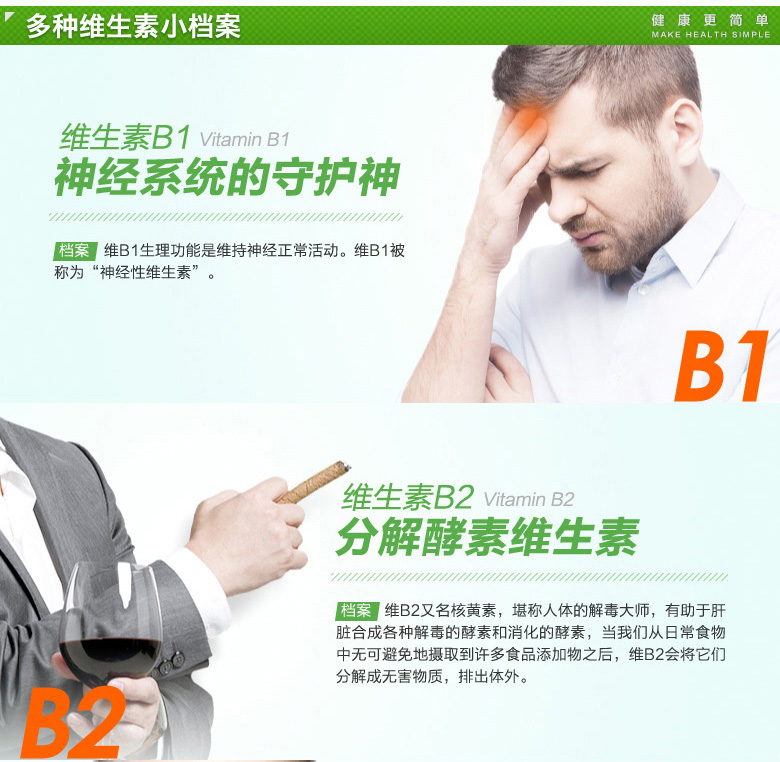 多种维生素小档案
健康更简单
MAKE HEALTH SIMPLE
维生素B1 Vitamin B1
神经系统的守护神
档案 维B1生理功能是维持神经正常活动。维B1被
称为“神经性维生素”。
B1
维生素B2 Vitamin B2
分解酵素维生素
档案 维B2又名核黄素，堪称人体的解毒大师，有助于肝
脏合成各种解毒的酵素和消化的酵素，当我们从日常食物
中无可避免地摄取到许多食品添加物之后，维B2会将它们
分解成无害物质，排出体外。
B2